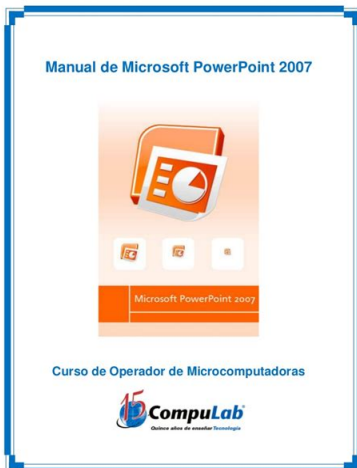 Manual de Microsoft PowerPoint 2007
Microsoft PowerPoint 2007
Curso de Operador de Microcomputadoras
15 CompuLab
Quince años de enseñar Tecnología